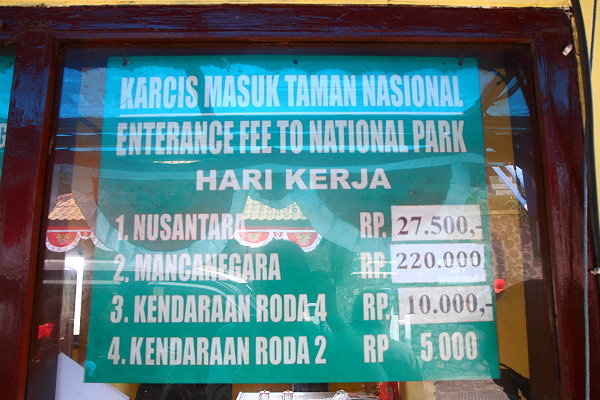 KARCIS MASUK TAMAN NASIONAL
ENTERANCE FEE TO NATIONAL PARK
HARI KERJA
1. NUSANTARA RP. 27.500,-
2. MANCANEGARA RP. 220.000
3. KENDARAAN RODA 4 RP. 10.000,-
4. KENDARAAN RODA 2 RP 5.000